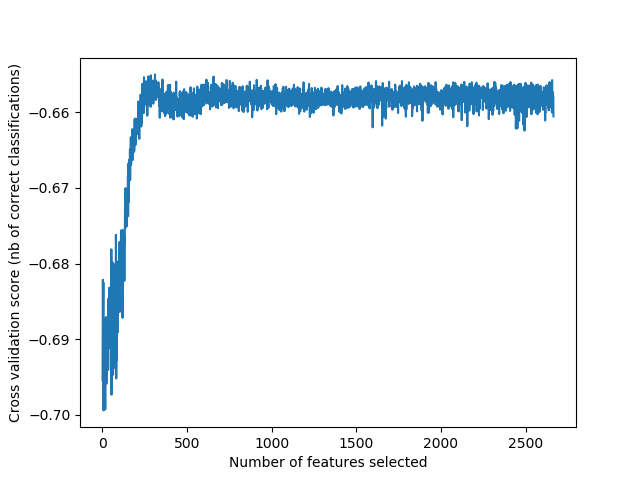 Cross validation score (nb of correct classifications)
−0.66
−0.67
−0.68
−0.69
−0.70
0 500 1000 1500 2000 2500
Number of features selected